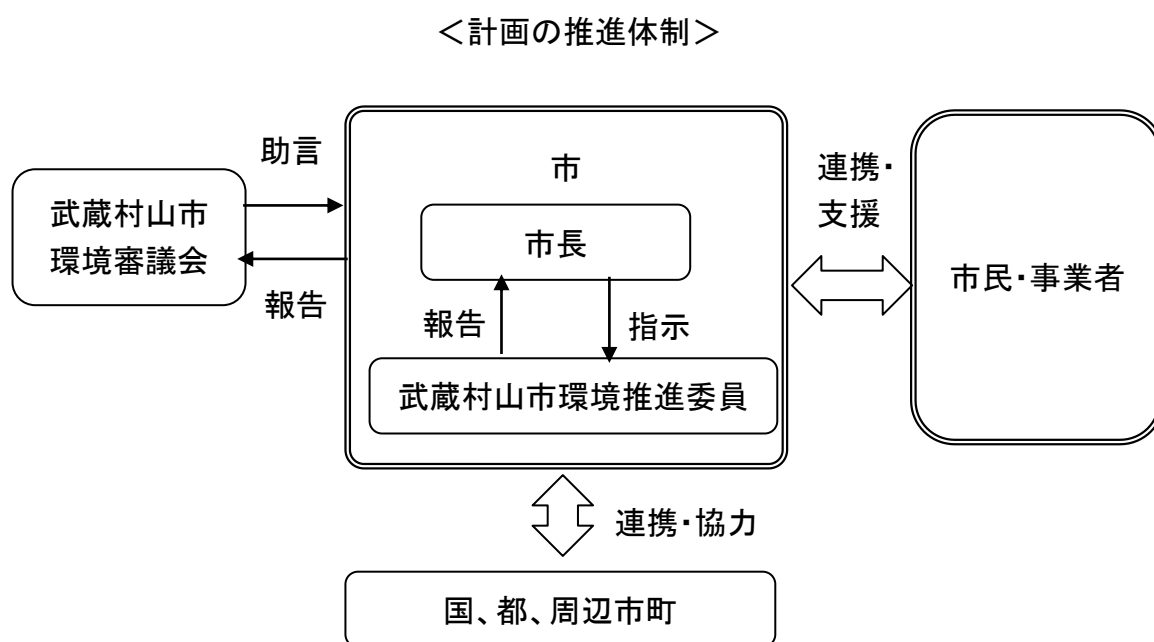 ＜計画の推進体制＞
助言
武蔵村山市
環境審議会
報告
市
市長
報告
指示
武蔵村山市環境推進委員
連携・
支援
市民・事業者
連携・協力
国、都、周辺市町